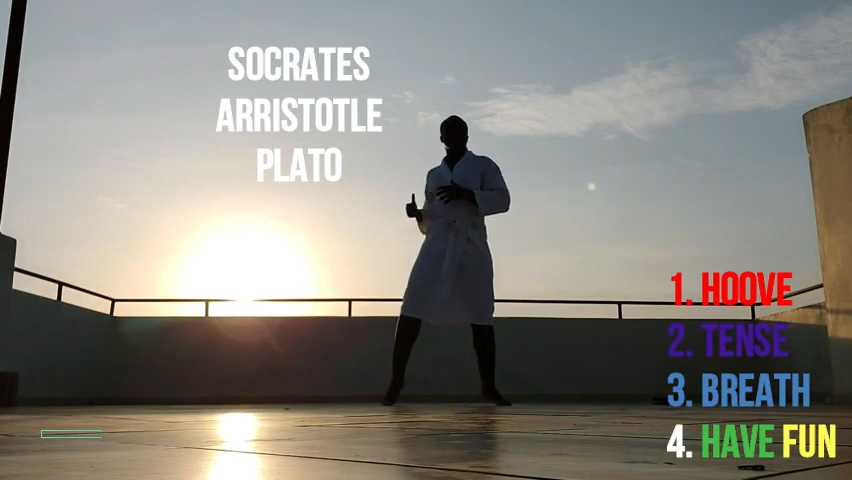 SOCRATES
ARRISTOTLE
PLATO
1. HOOVE
2. TENSE
3. BREATH
4. HAVE FUN